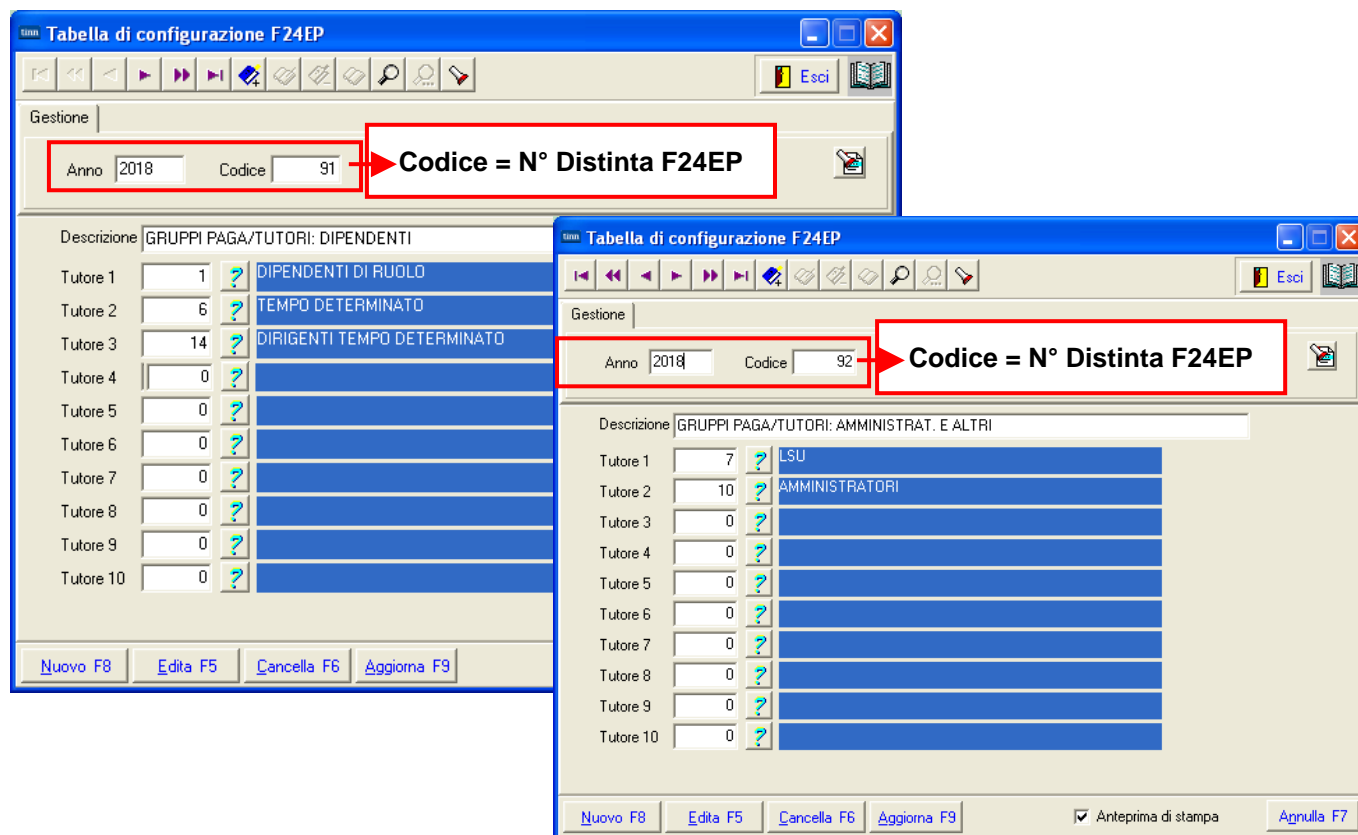 tinn Tabella di configurazione F24EP
Esci
Gestione
Anno 2018 Codice 91
Codice = N° Distinta F24EP
Descrizione GRUPPI PAGA/TUTORI: DIPENDENTI
Tutore 1 1 ? DIPENDENTI DI RUOLO
Tutore 2 6 ? TEMPO DETERMINATO
Tutore 3 14 ? DIRIGENTI TEMPO DETERMINATO
Tutore 4 0 ?
Tutore 5 0 ?
Tutore 6 0 ?
Tutore 7 0 ?
Tutore 8 0 ?
Tutore 9 0 ?
Tutore 10 0 ?
Nuovo F8 Edita F5 Cancella F6 Aggiorna F9
tinn Tabella di configurazione F24EP
Esci
Gestione
Anno 2018 Codice 92
Codice = N° Distinta F24EP
Descrizione GRUPPI PAGA/TUTORI: AMMINISTRAT. E ALTRI
Tutore 1 7 ? LSU
Tutore 2 10 ? AMMINISTRATORI
Tutore 3 0 ?
Tutore 4 0 ?
Tutore 5 0 ?
Tutore 6 0 ?
Tutore 7 0 ?
Tutore 8 0 ?
Tutore 9 0 ?
Tutore 10 0 ?
Nuovo F8 Edita F5 Cancella F6 Aggiorna F9 Anteprima di stampa Annulla F7